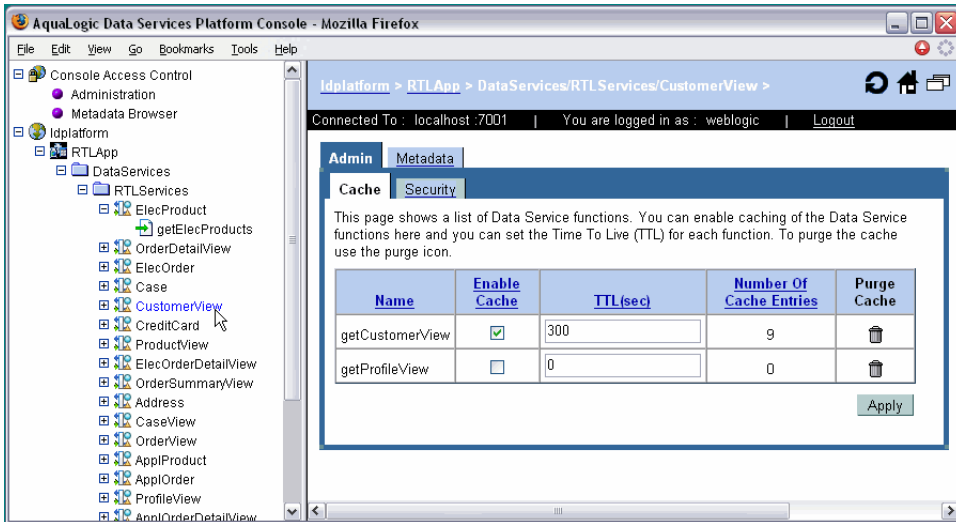 AquaLogic Data Services Platform Console - Mozilla Firefox
File Edit View Go Bookmarks Tools Help
Console Access Control
Administration
Metadata Browser
ldplatform
RTLApp
DataServices
RTLServices
ElecProduct
getElecProducts
OrderDetailView
ElecOrder
Case
CustomerView
CreditCard
ProductView
ElecOrderDetailView
OrderSummaryView
Address
CaseView
OrderView
ApplProduct
ApplOrder
ProfileView
ApplOrderDetailView
ldplatform > RTLApp > DataServices/RTLServices/CustomerView >
Connected To : localhost :7001 | You are logged in as : weblogic | Logout
Admin Metadata
Cache Security
This page shows a list of Data Service functions. You can enable caching of the Data Service
functions here and you can set the Time To Live (TTL) for each function. To purge the cache
use the purge icon.
Name Enable Cache TTL(sec) Number Of Cache Entries Purge Cache
getCustomerView 300 9
getProfileView 0 0
Apply